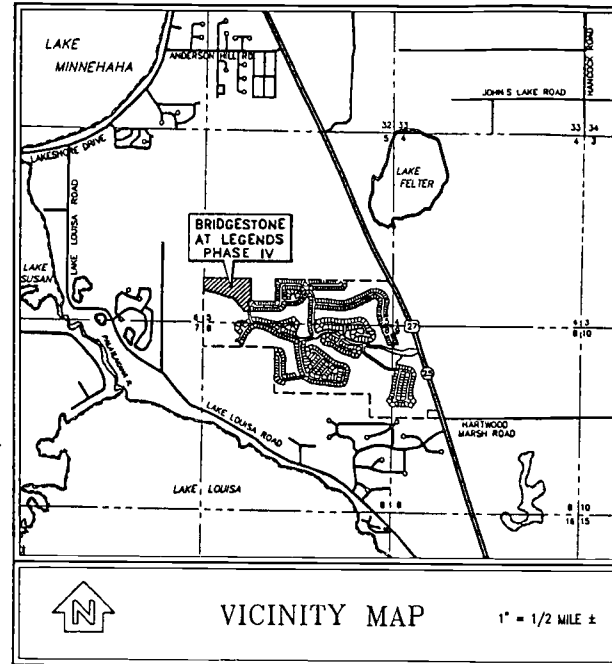 LAKE
MINNEHAHA
ANDERSON HILL RD
HANCOCK ROAD
JOHN S LAKE ROAD
32 33
5 4
33 34
4 3
LAKESHORE DRIVE
LAKE LOUISA ROAD
LAKE
FELTER
BRIDGESTONE
AT LEGENDS
PHASE IV
LAKE
SUSAN
6 5
7 8
27
4 3
8 10
25
LAKE LOUISA ROAD
HARTWOOD
MARSH ROAD
LAKE LOUISA
8 10
16 15
N
VICINITY MAP
1" = 1/2 MILE ±